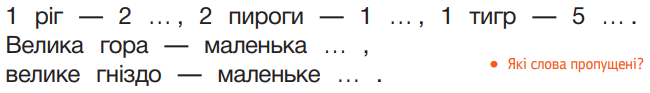 1 ріг — 2 … , 2 пироги — 1 … , 1 тигр — 5 … .
Велика гора — маленька … ,
велике гніздо — маленьке … .
• Які слова пропущені?